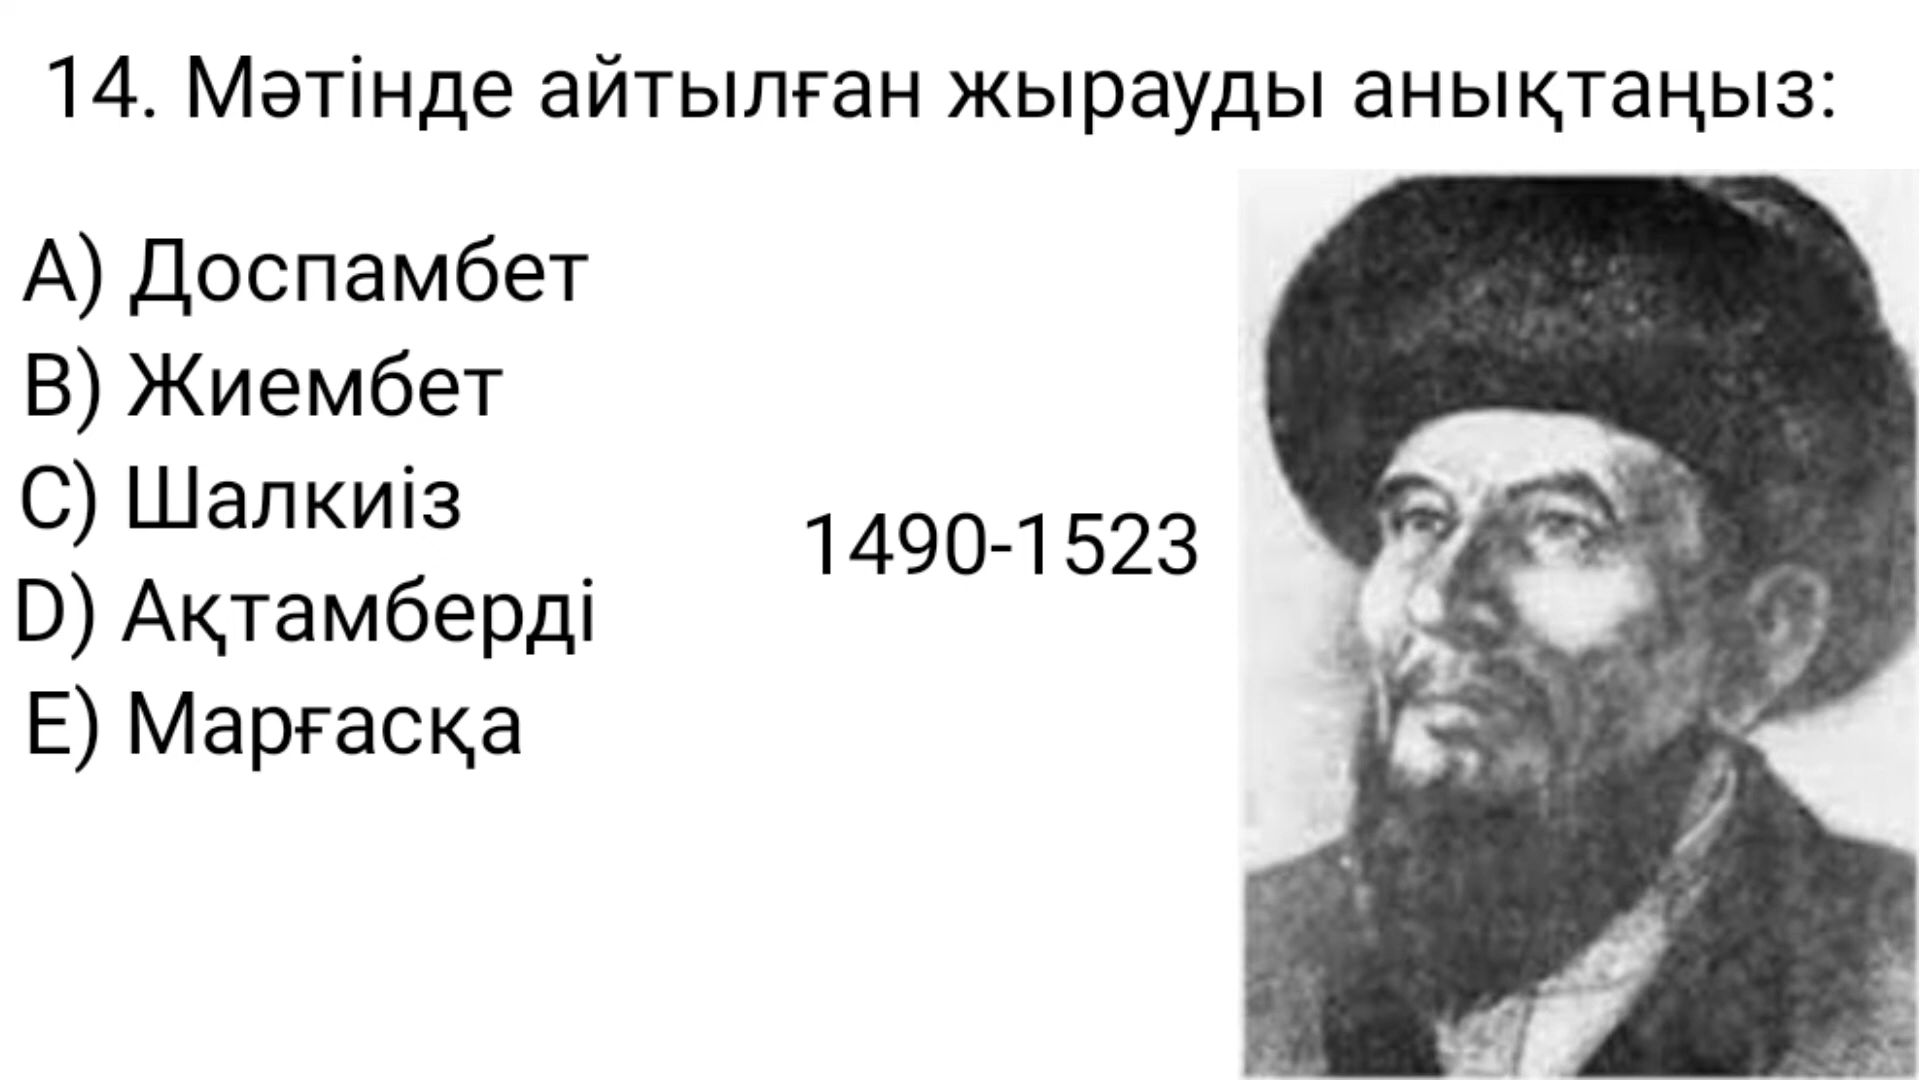 14. Мәтінде айтылған жырауды анықтаңыз:
A) Доспамбет
B) Жиембет
C) Шалкиіз
1490-1523
D) Ақтамберді
E) Марғасқа